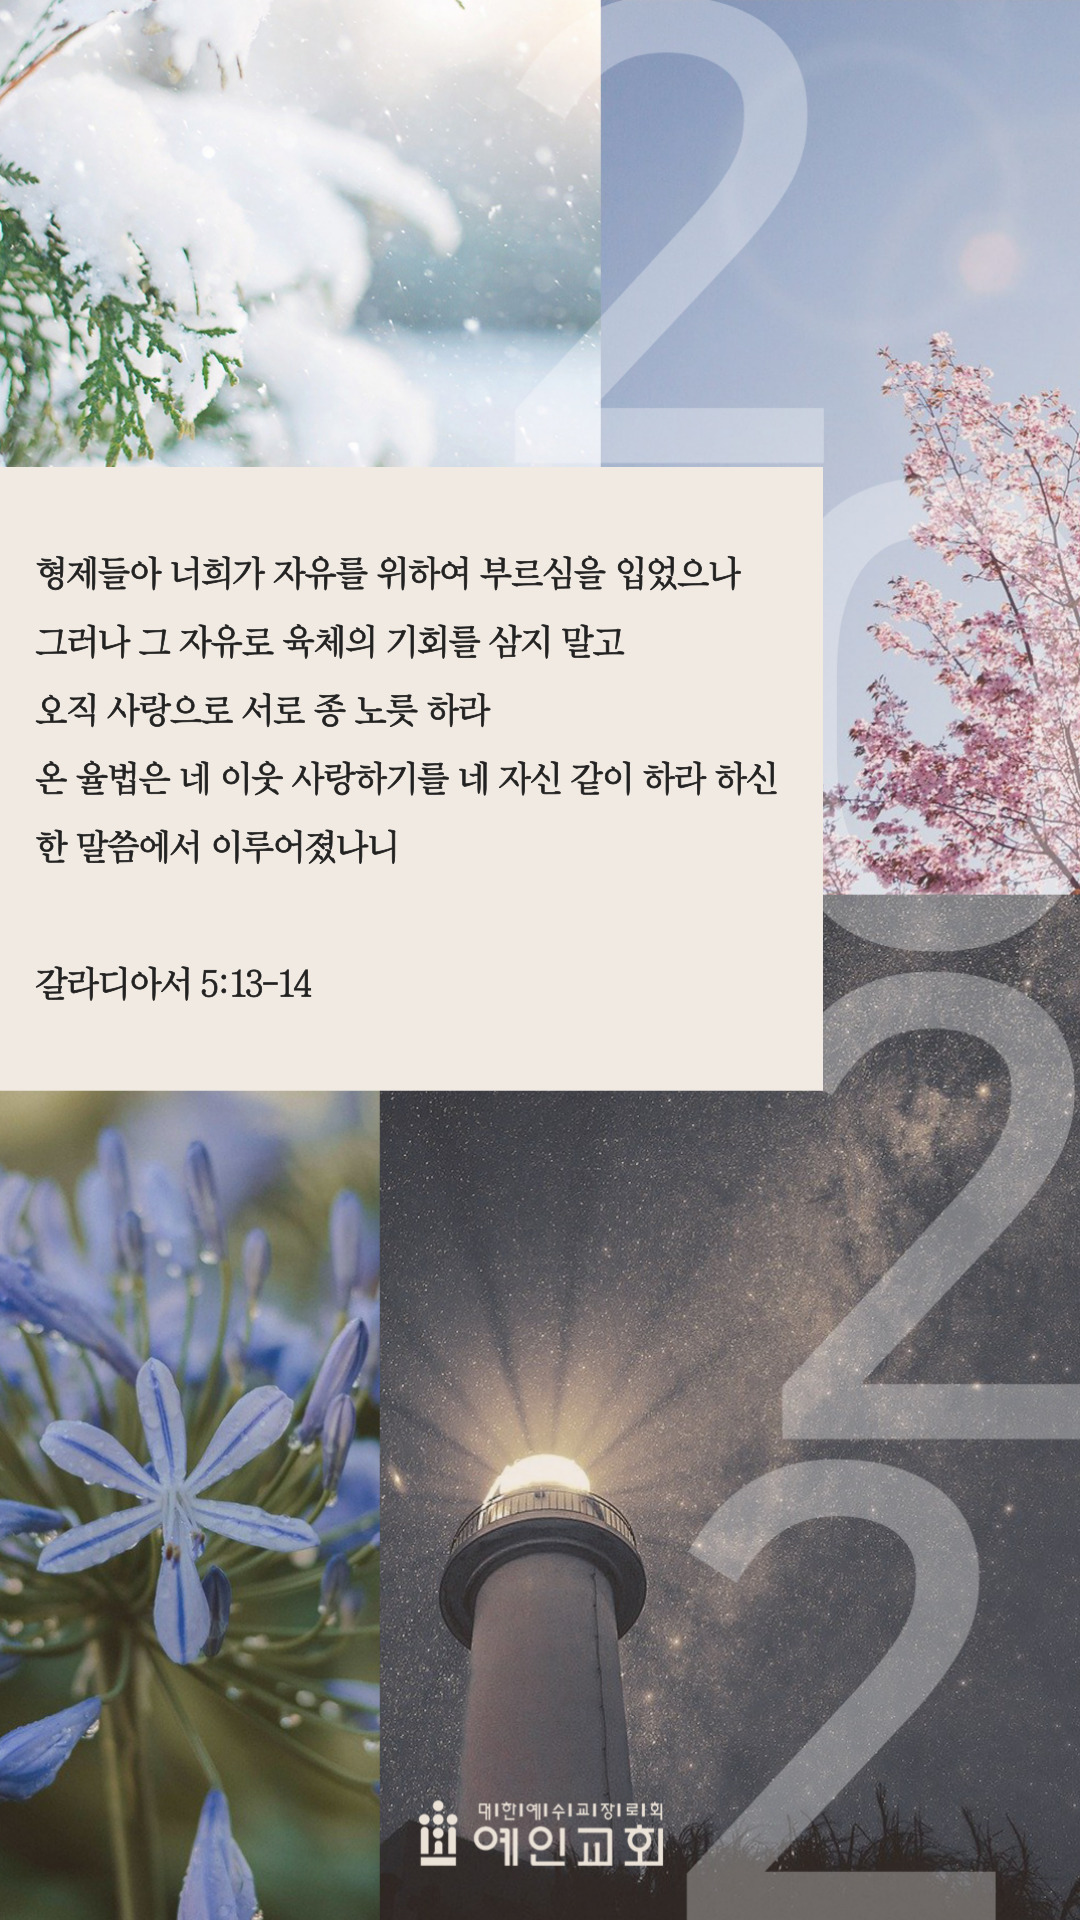 2
0
2
2
형제들아 너희가 자유를 위하여 부르심을 입었으나
그러나 그 자유로 육체의 기회를 삼지 말고
오직 사랑으로 서로 종 노릇 하라
온 율법은 네 이웃 사랑하기를 네 자신 같이 하라 하신
한 말씀에서 이루어졌나니
갈라디아서 5:13-14
대한예수교장로회
예인교회